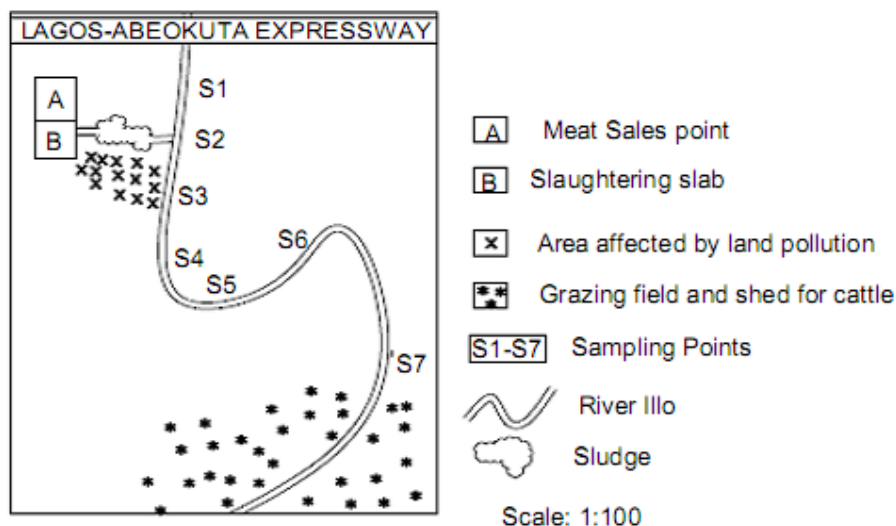 LAGOS-ABEOKUTA EXPRESSWAY
S1
A
S2
B
S3
S6
S4
S5
S7
A Meat Sales point
B Slaughtering slab
x Area affected by land pollution
Grazing field and shed for cattle
S1-S7 Sampling Points
River Illo
Sludge
Scale: 1:100